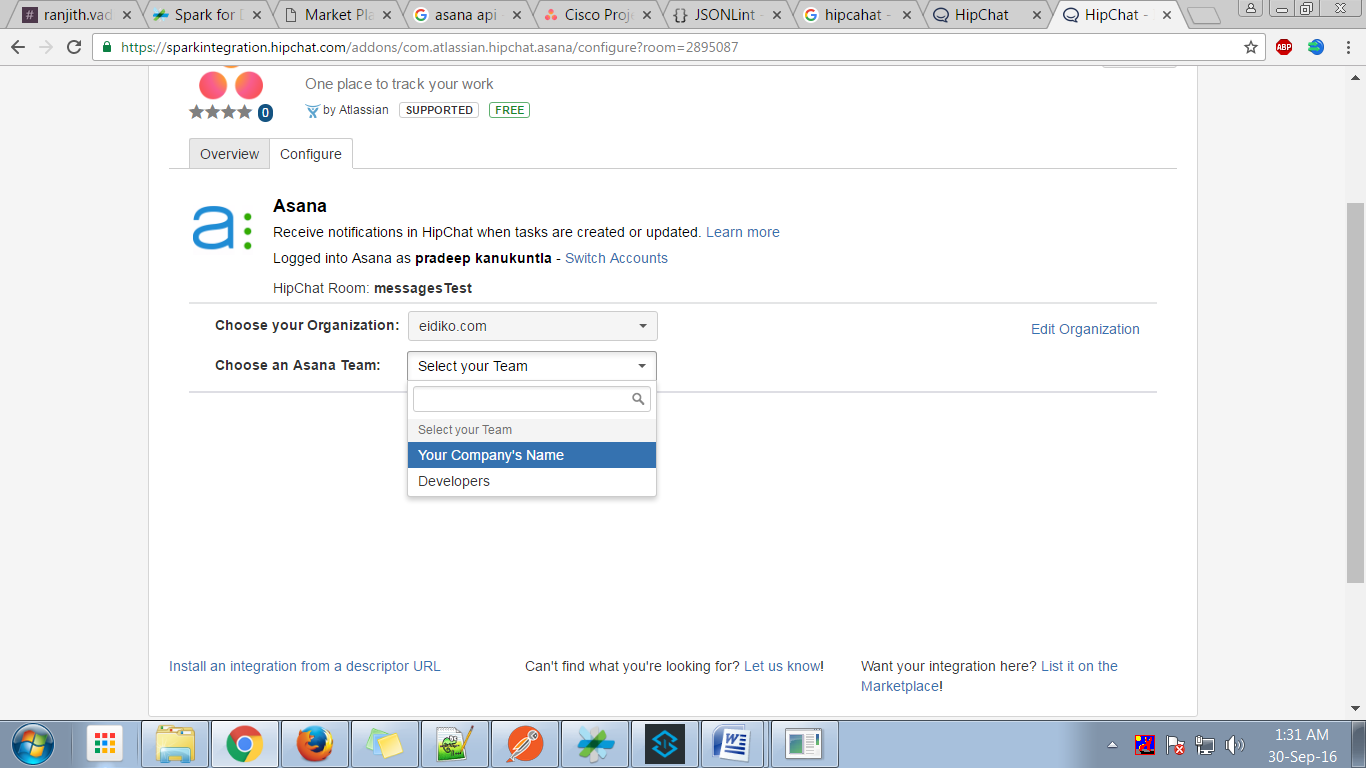 ranjith.vad
Spark for D
Market Pla
asana api
Cisco Proj
JSONLint -
hipcahat -
HipChat
HipChat -
https://sparkintegration.hipchat.com/addons/com.atlassian.hipchat.asana/configure?room=2895087
ABP
One place to track your work
0 by Atlassian SUPPORTED FREE
Overview Configure
a: Asana
Receive notifications in HipChat when tasks are created or updated. Learn more
Logged into Asana as pradeep kanukuntla - Switch Accounts
HipChat Room: messagesTest
Choose your Organization: eidiko.com Edit Organization
Choose an Asana Team: Select your Team
Select your Team
Your Company's Name
Developers
Install an integration from a descriptor URL
Can't find what you're looking for? Let us know!
Want your integration here? List it on the
Marketplace!
1:31 AM
30-Sep-16